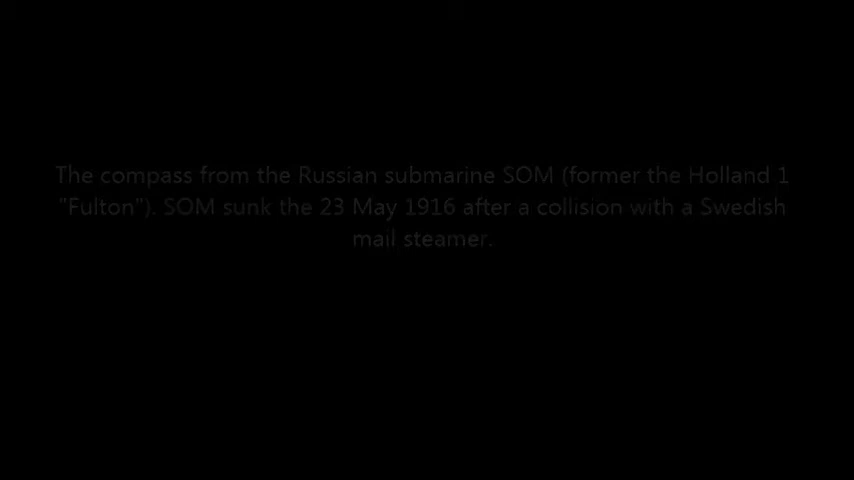 The compass from the Russian submarine SOM (former the Holland 1
"Fulton"). SOM sunk the 23 May 1916 after a collision with a Swedish
mail steamer.